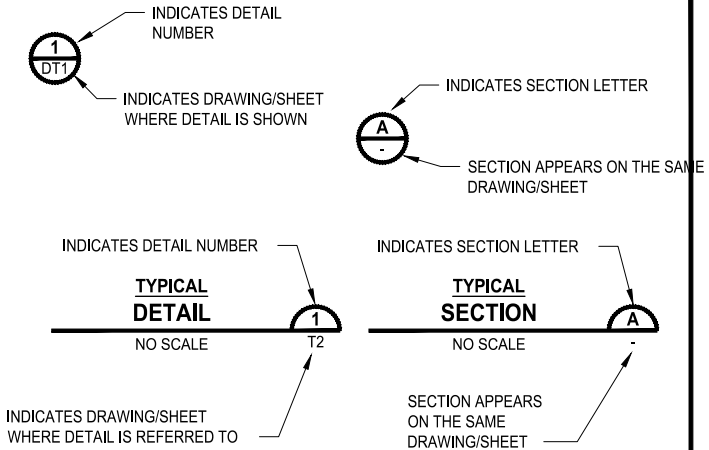 INDICATES DETAIL
NUMBER
1
DT1
INDICATES DRAWING/SHEET
WHERE DETAIL IS SHOWN
INDICATES SECTION LETTER
A
-
SECTION APPEARS ON THE SAME
DRAWING/SHEET
INDICATES DETAIL NUMBER
TYPICAL
DETAIL
1
NO SCALE
T2
INDICATES DRAWING/SHEET
WHERE DETAIL IS REFERRED TO
INDICATES SECTION LETTER
TYPICAL
SECTION
A
NO SCALE
-
SECTION APPEARS
ON THE SAME
DRAWING/SHEET